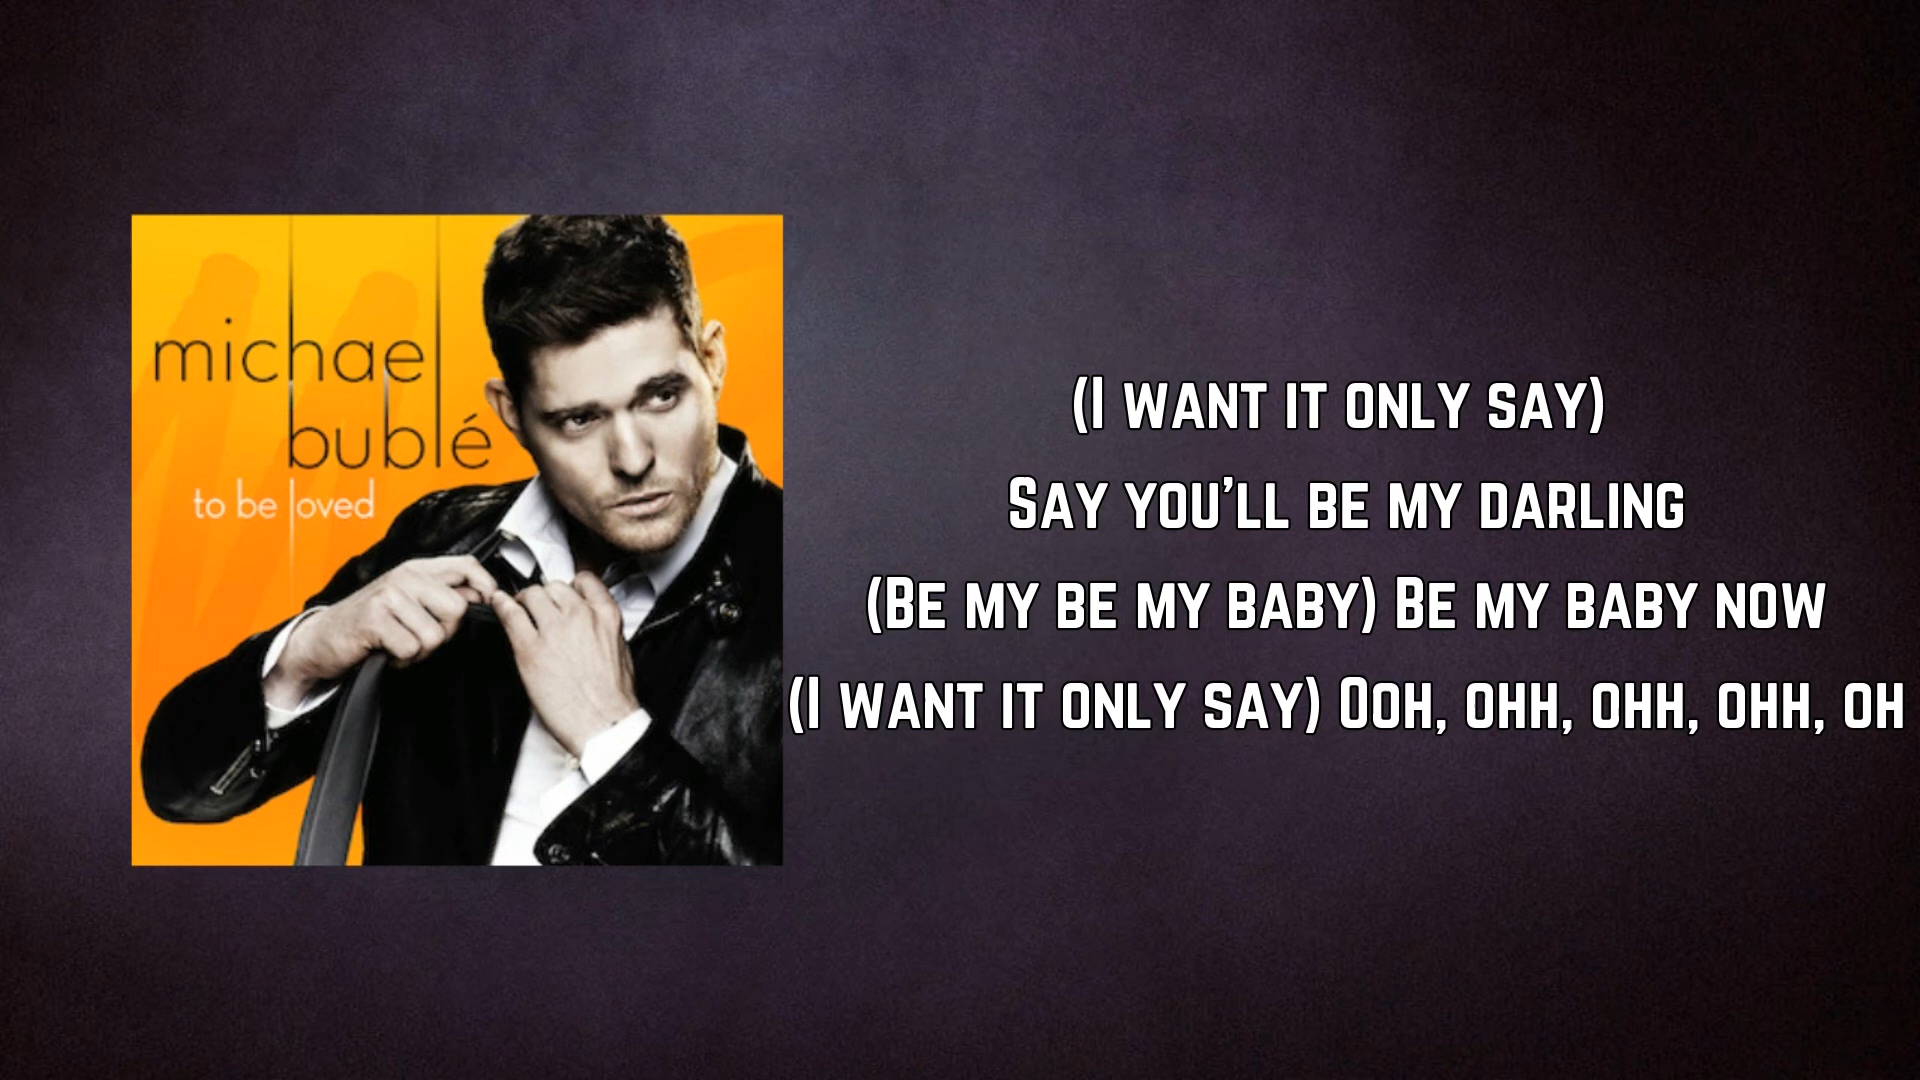 michael
bublé
to be loved
(I want it only say)
Say you'll be my darling
(Be my be my baby) Be my baby now
(I want it only say) Ooh, ohh, ohh, ohh, oh